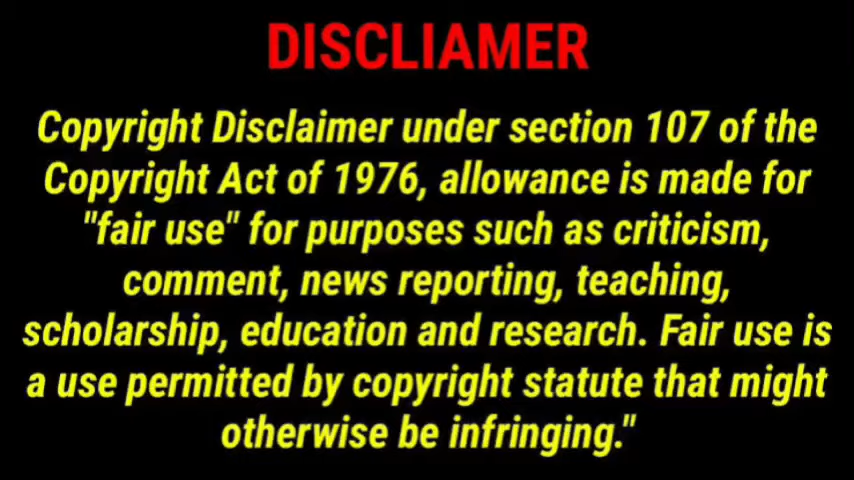 DISCLIAMER
Copyright Disclaimer under section 107 of the
Copyright Act of 1976, allowance is made for
"fair use" for purposes such as criticism,
comment, news reporting, teaching,
scholarship, education and research. Fair use is
a use permitted by copyright statute that might
otherwise be infringing."